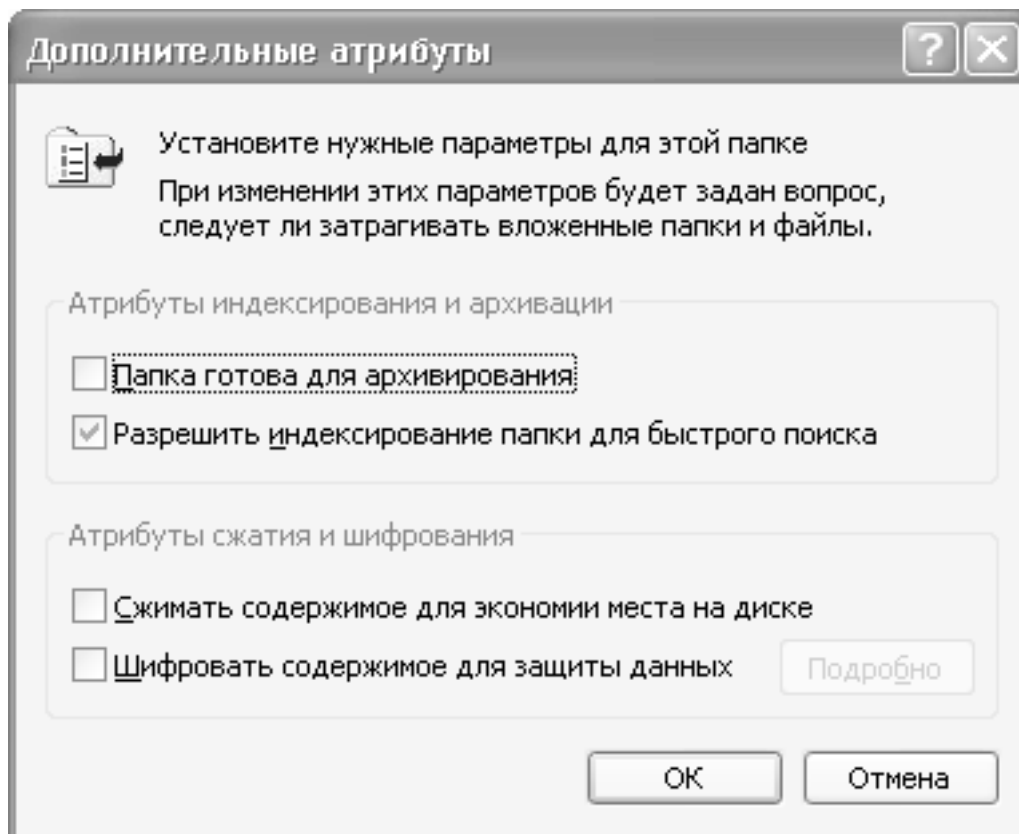 Дополнительные атрибуты
?
Установите нужные параметры для этой папке
При изменении этих параметров будет задан вопрос,
следует ли затрагивать вложенные папки и файлы.
Атрибуты индексирования и архивации
Папка готова для архивирования
Разрешить индексирование папки для быстрого поиска
Атрибуты сжатия и шифрования
Сжимать содержимое для экономии места на диске
Шифровать содержимое для защиты данных
Подробно
ОК
Отмена